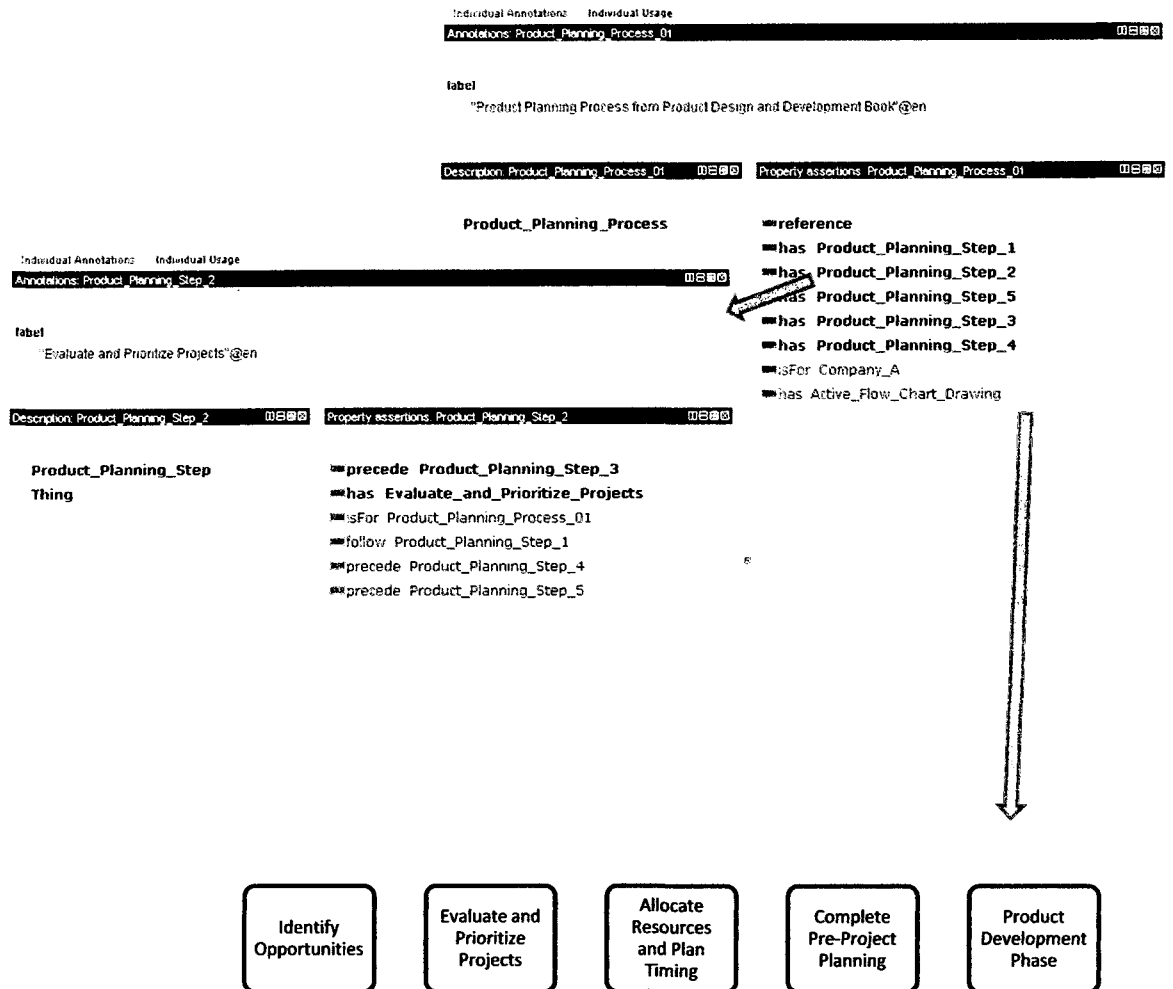 Individual Annotations Individual Usage
Annotations: Product_Planning_Process_01
label
"Product Planning Process from Product Design and Development Book"@en
Description: Product_Planning_Process_01
Property assertions: Product_Planning_Process_01
Product_Planning_Process
reference
has Product_Planning_Step_1
has Product_Planning_Step_2
has Product_Planning_Step_5
has Product_Planning_Step_3
has Product_Planning_Step_4
isFor Company_A
has Active_Flow_Chart_Drawing
Individual Annotations Individual Usage
Annotations: Product_Planning_Step_2
label
"Evaluate and Prioritize Projects"@en
Description: Product_Planning_Step_2
Property assertions: Product_Planning_Step_2
Product_Planning_Step
Thing
precede Product_Planning_Step_3
has Evaluate_and_Prioritize_Projects
isFor Product_Planning_Process_01
follow Product_Planning_Step_1
precede Product_Planning_Step_4
precede Product_Planning_Step_5
Identify
Opportunities
Evaluate and
Prioritize
Projects
Allocate
Resources
and Plan
Timing
Complete
Pre-Project
Planning
Product
Development
Phase